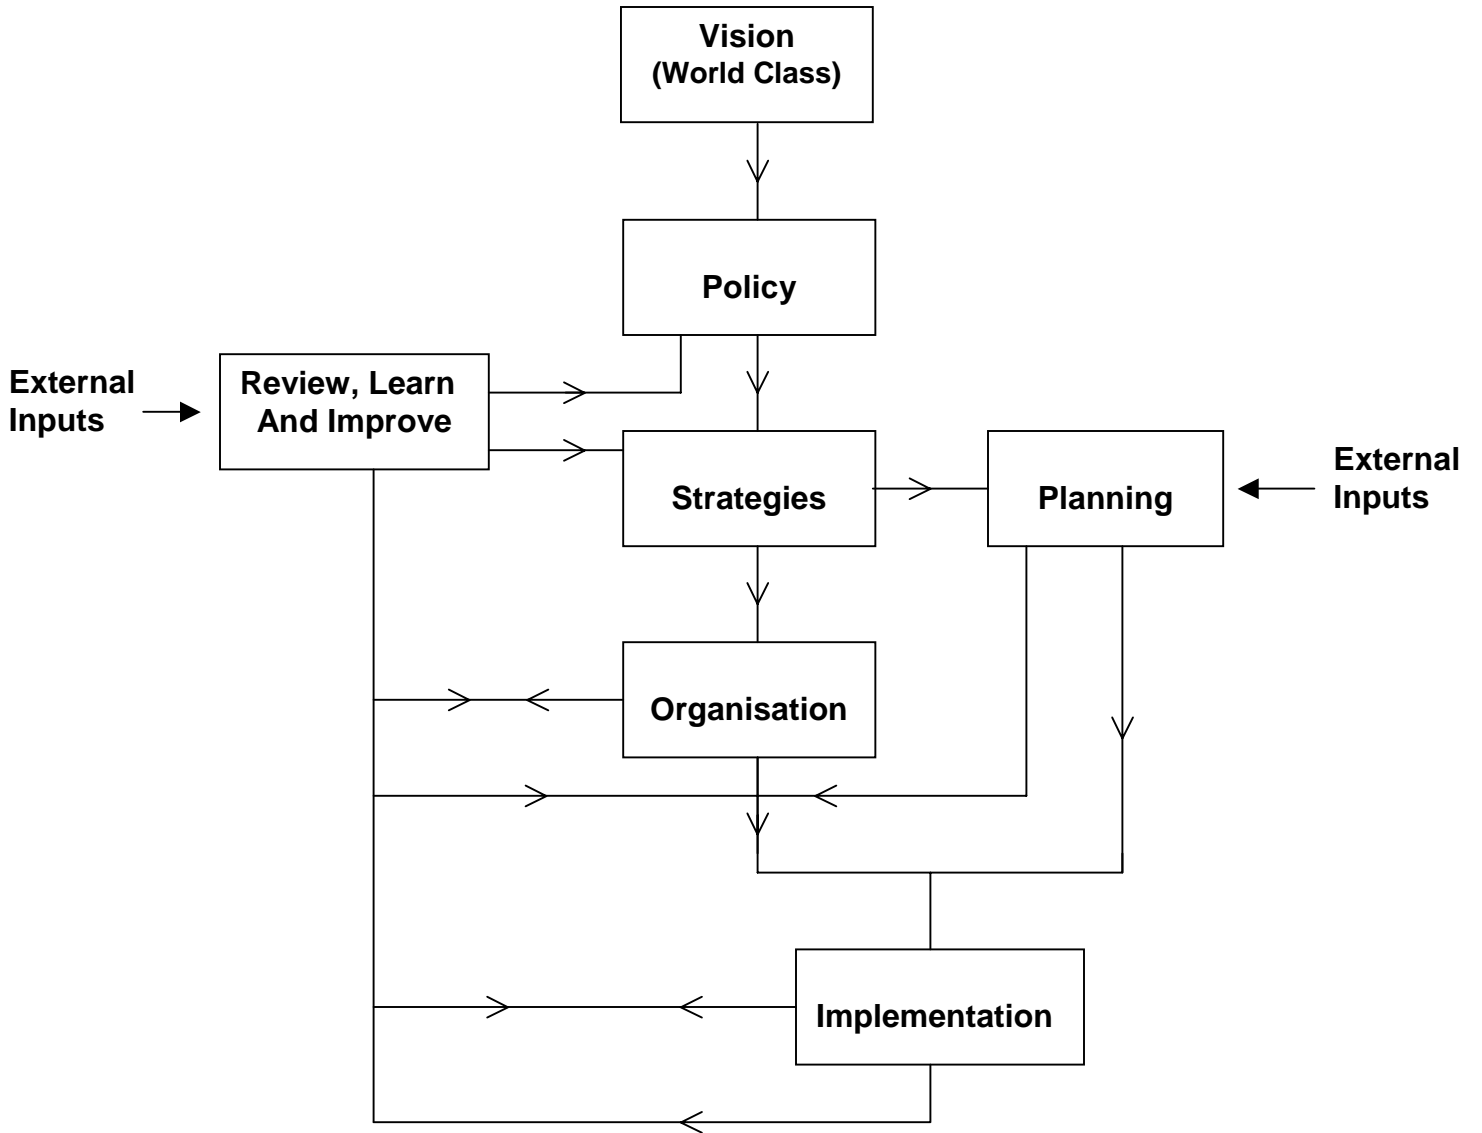 Vision
(World Class)
Policy
External
Inputs
Review, Learn
And Improve
Strategies
Planning
External
Inputs
Organisation
Implementation